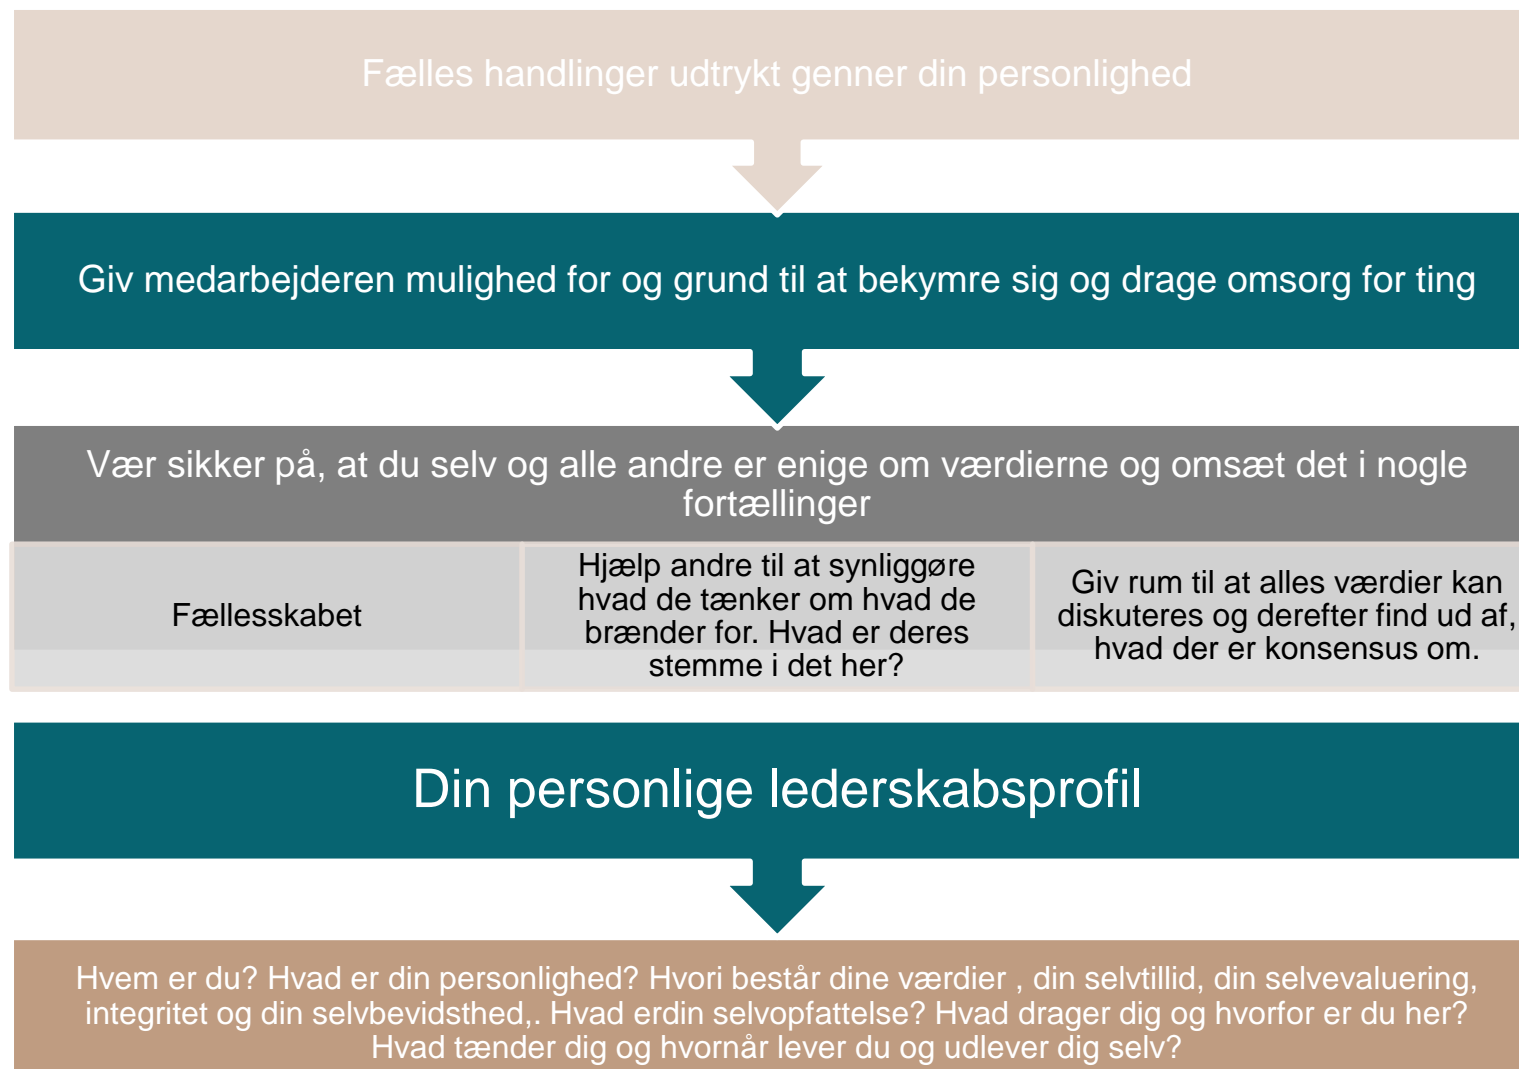 Fælles handlinger udtrykt genner din personlighed
Giv medarbejderen mulighed for og grund til at bekymre sig og drage omsorg for ting
Vær sikker på, at du selv og alle andre er enige om værdierne og omsæt det i nogle
fortællinger
Fællesskabet
Hjælp andre til at synliggøre
hvad de tænker om hvad de
brænder for. Hvad er deres
stemme i det her?
Giv rum til at alles værdier kan
diskuteres og derefter find ud af,
hvad der er konsensus om.
Din personlige lederskabsprofil
Hvem er du? Hvad er din personlighed? Hvori består dine værdier , din selvtillid, din selvevaluering,
integritet og din selvbevidsthed,. Hvad erdin selvopfattelse? Hvad drager dig og hvorfor er du her?
Hvad tænder dig og hvornår lever du og udlever dig selv?